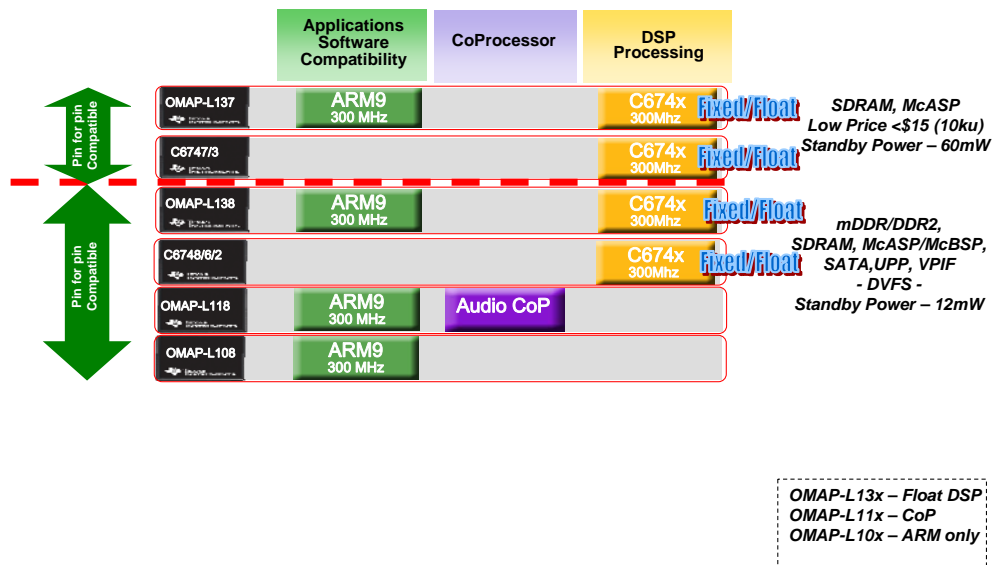 Applications
Software
Compatibility
CoProcessor
DSP
Processing
Pin for pin
Compatible
OMAP-L137
ARM9
300 MHz
C674x
300Mhz
Fixed/Float
SDRAM, McASP
Low Price <$15 (10ku)
Standby Power – 60mW
C6747/3
C674x
300Mhz
Fixed/Float
Pin for pin
Compatible
OMAP-L138
ARM9
300 MHz
C674x
300Mhz
Fixed/Float
mDDR/DDR2,
SDRAM, McASP/McBSP,
SATA,UPP, VPIF
- DVFS -
Standby Power – 12mW
C6748/6/2
C674x
300Mhz
Fixed/Float
OMAP-L118
ARM9
300 MHz
Audio CoP
OMAP-L108
ARM9
300 MHz
OMAP-L13x – Float DSP
OMAP-L11x – CoP
OMAP-L10x – ARM only